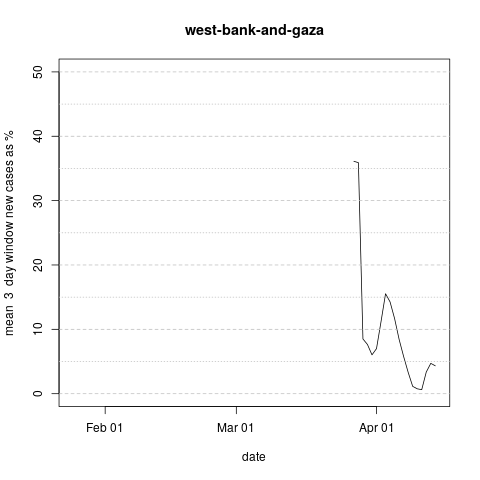 west-bank-and-gaza
mean 3 day window new cases as %
50
40
30
20
10
0
Feb 01
Mar 01
Apr 01
date